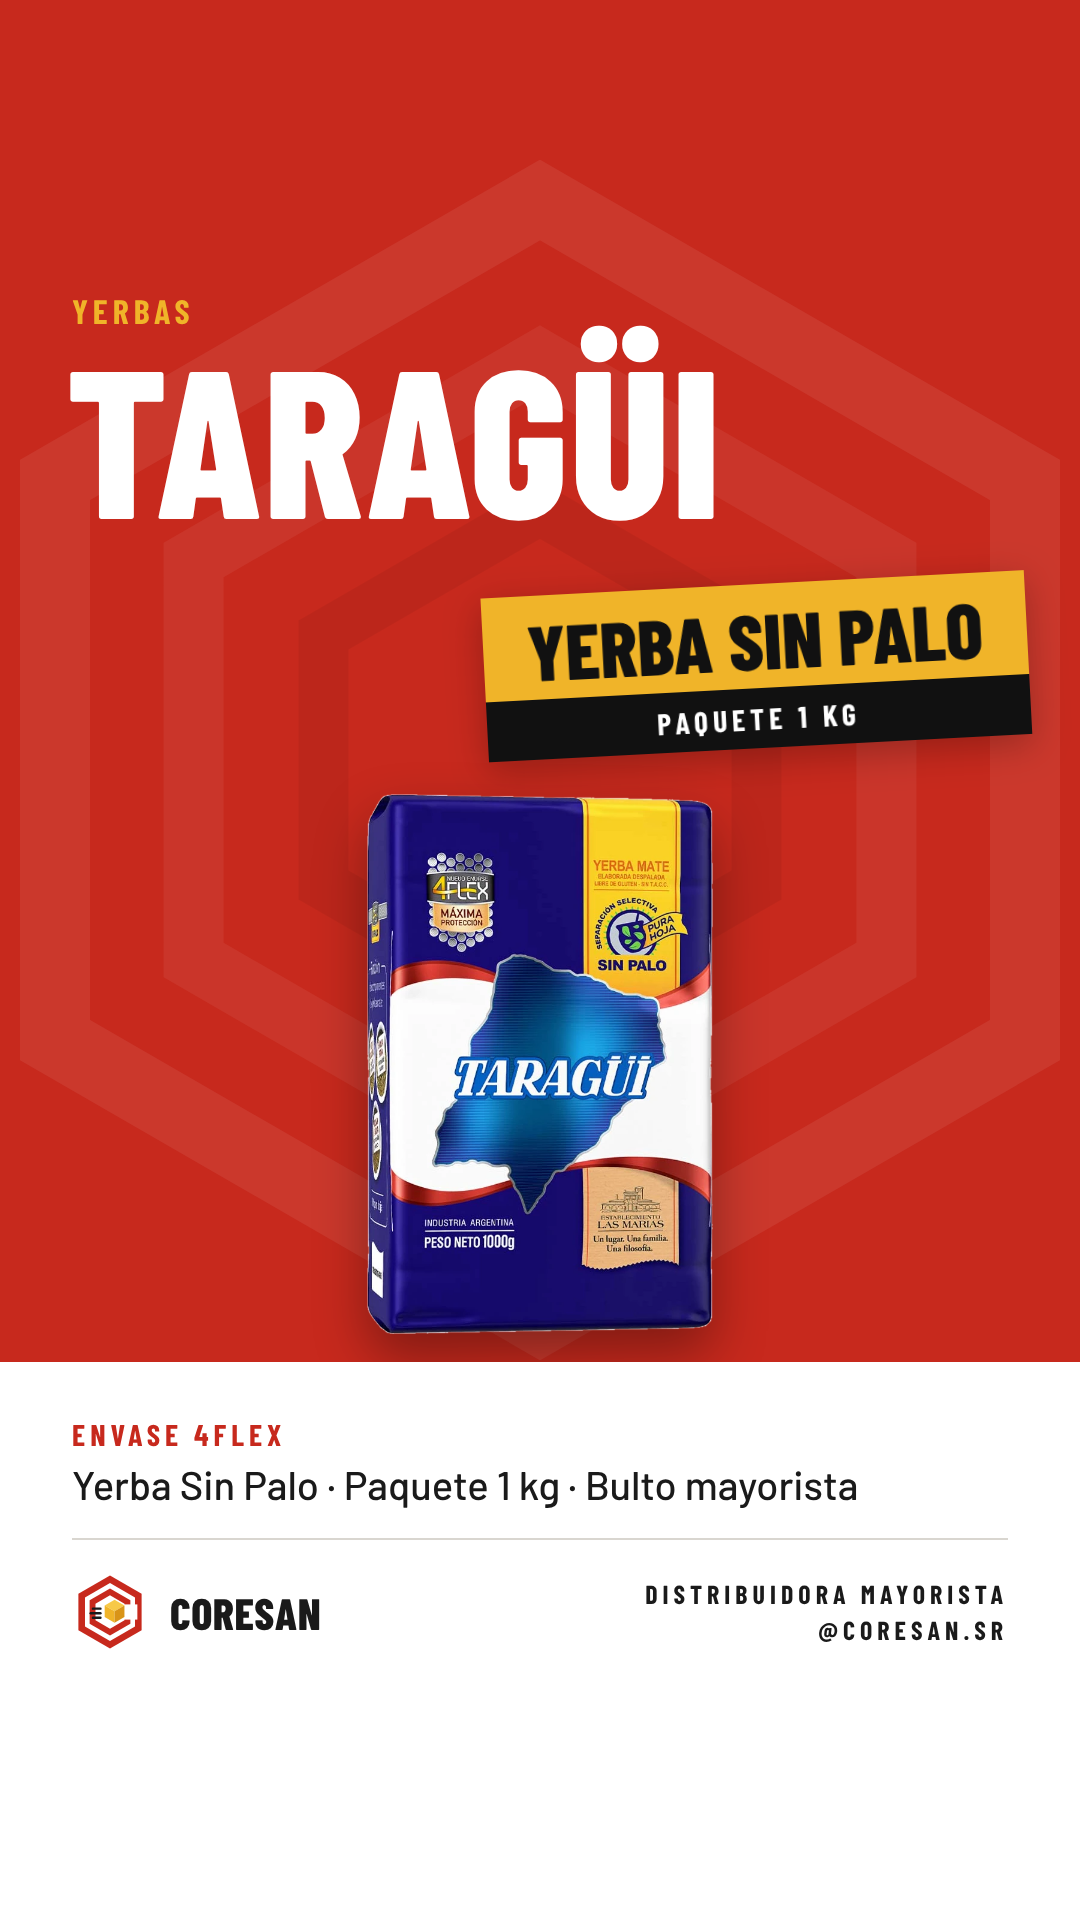 YERBAS
TARAGÜI
YERBA SIN PALO
PAQUETE 1 KG
NUEVO ENVASE
4FLEX
MÁXIMA
PROTECCIÓN
YERBA MATE
ELABORADA DESPALADA
LIBRE DE GLUTEN - SIN T.A.C.C.
SEPARACIÓN SELECTIVA
PURA
HOJA
SIN PALO
TARAGÜI
INDUSTRIA ARGENTINA
PESO NETO 1000g
ESTABLECIMIENTO
LAS MARIAS
Un lugar. Una familia.
Una filosofía.
ENVASE 4FLEX
Yerba Sin Palo · Paquete 1 kg · Bulto mayorista
CORESAN
DISTRIBUIDORA MAYORISTA
@CORESAN.SR